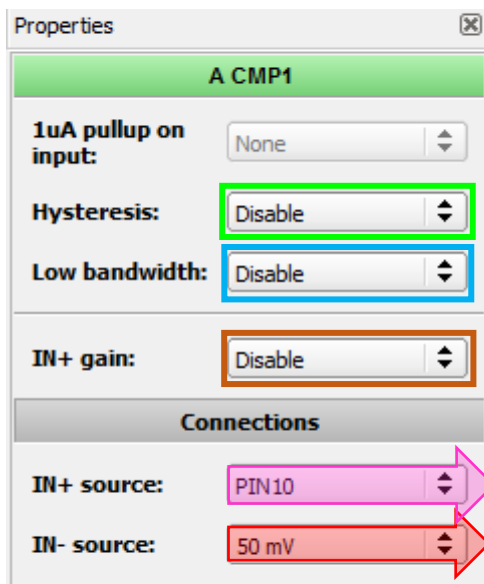 Properties
A CMP1
1uA pullup on
input:
None
Hysteresis:
Disable
Low bandwidth:
Disable
IN+ gain:
Disable
Connections
IN+ source:
PIN10
IN- source:
50 mV